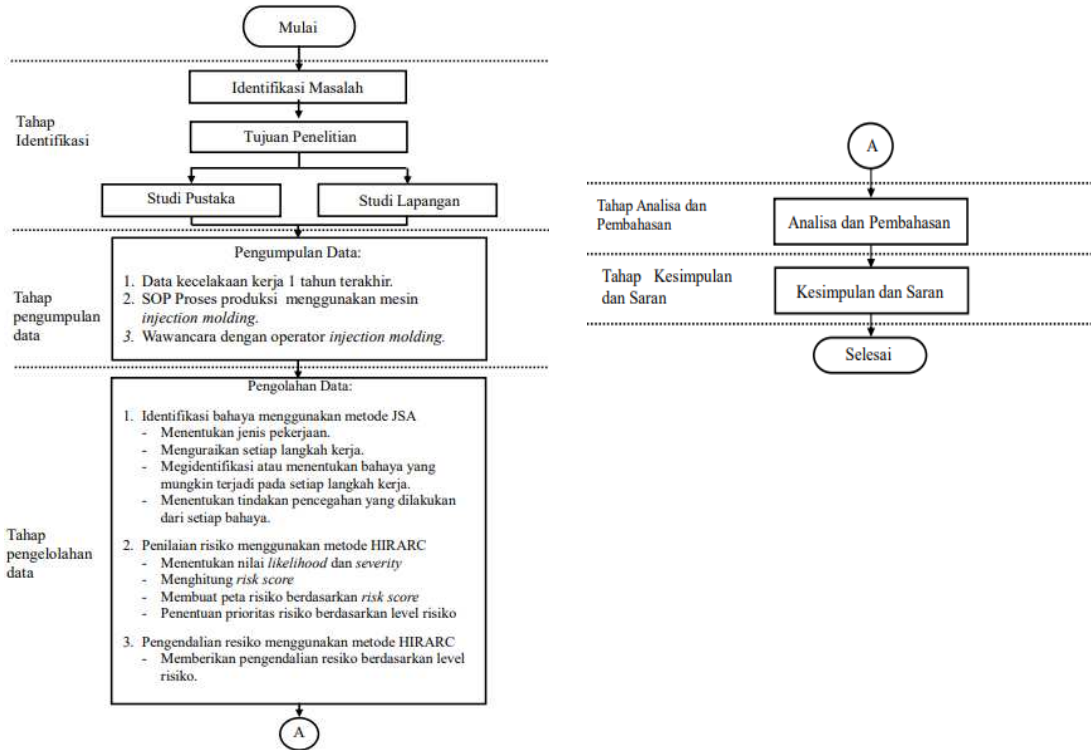 Mulai
Tahap
Identifikasi
Identifikasi Masalah
Tujuan Penelitian
Studi Pustaka
Studi Lapangan
Tahap
pengumpulan
data
Pengumpulan Data:
1. Data kecelakaan kerja 1 tahun terakhir.
2. SOP Proses produksi menggunakan mesin
injection molding.
3. Wawancara dengan operator injection molding.
Tahap
pengelolahan
data
Pengolahan Data:
1. Identifikasi bahaya menggunakan metode JSA
- Menentukan jenis pekerjaan.
- Menguraikan setiap langkah kerja.
- Megidentifikasi atau menentukan bahaya yang
mungkin terjadi pada setiap langkah kerja.
- Menentukan tindakan pencegahan yang dilakukan
dari setiap bahaya.
2. Penilaian risiko menggunakan metode HIRARC
- Menentukan nilai likelihood dan severity
- Menghitung risk score
- Membuat peta risiko berdasarkan risk score
- Penentuan prioritas risiko berdasarkan level risiko
3. Pengendalian resiko menggunakan metode HIRARC
- Memberikan pengendalian resiko berdasarkan level
risiko.
A
A
Tahap Analisa dan
Pembahasan
Analisa dan Pembahasan
Tahap Kesimpulan
dan Saran
Kesimpulan dan Saran
Selesai